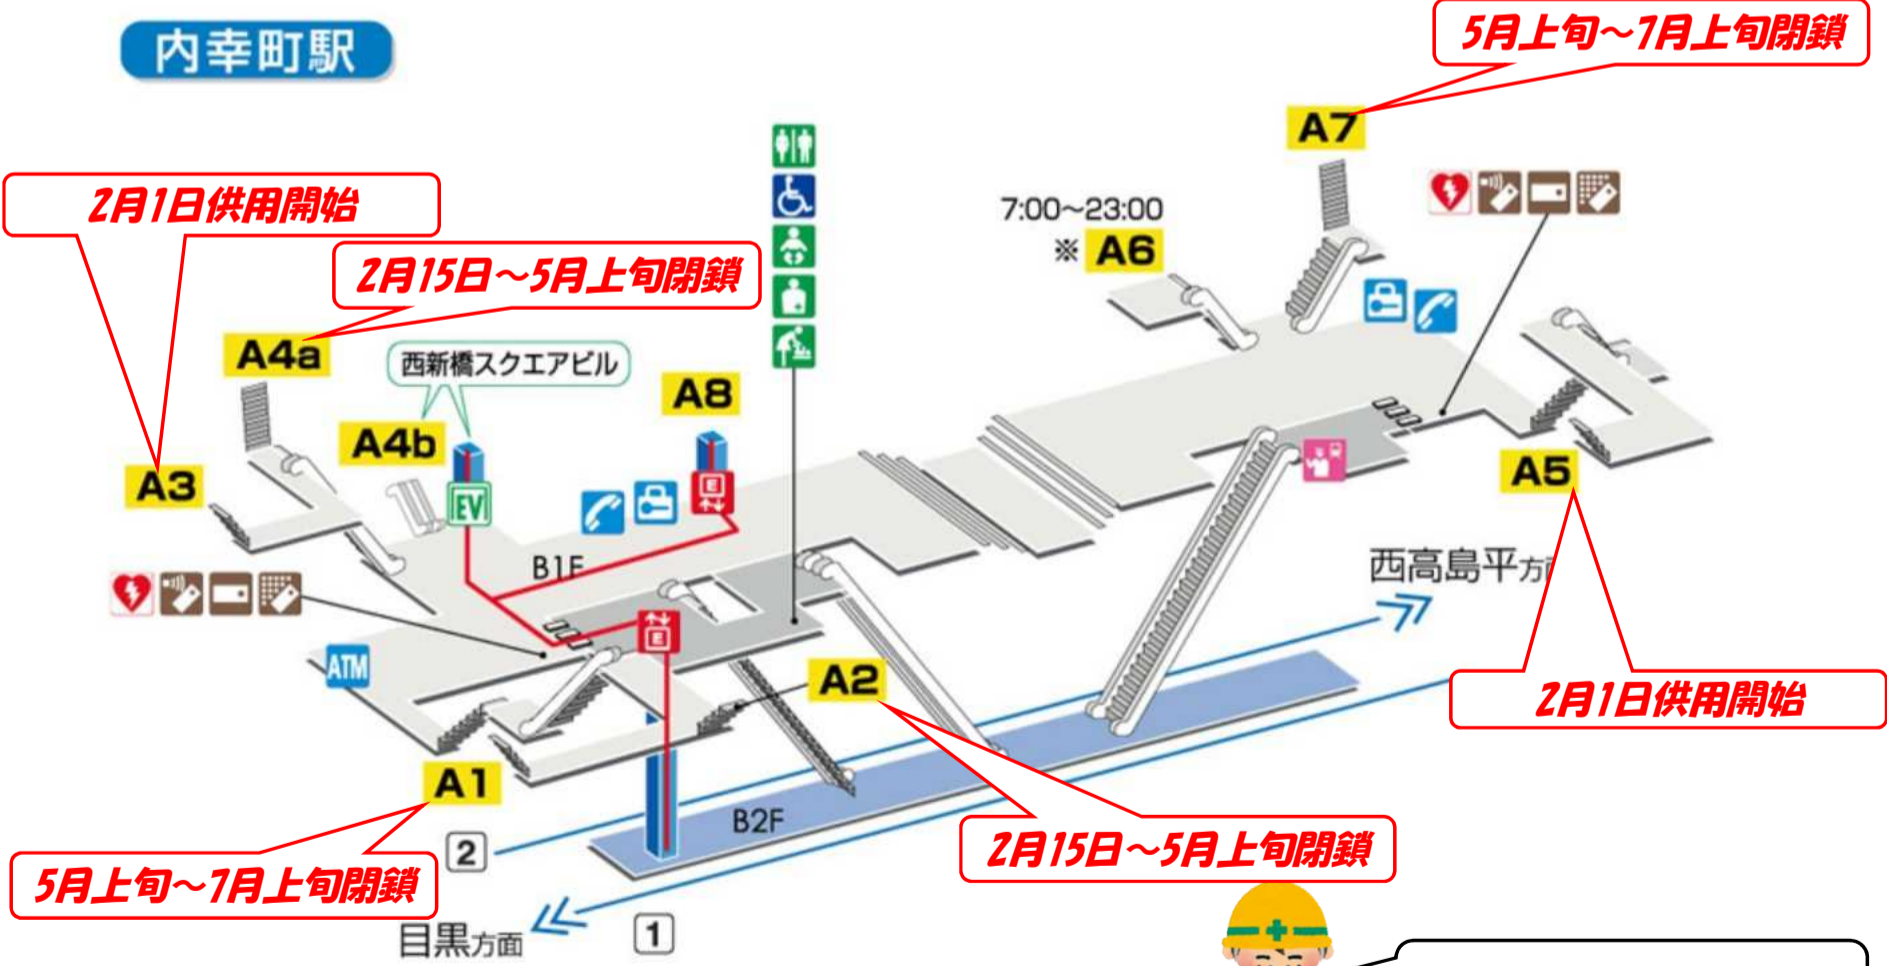 内幸町駅
5月上旬～7月上旬閉鎖
A7
2月1日供用開始
7:00～23:00
※ A6
2月15日～5月上旬閉鎖
A4a
西新橋スクエアビル
A8
A4b
A3
A5
EV
E
B1F
西高島平方面
E
ATM
A2
2月1日供用開始
A1
B2F
2
2月15日～5月上旬閉鎖
5月上旬～7月上旬閉鎖
目黒方面
1